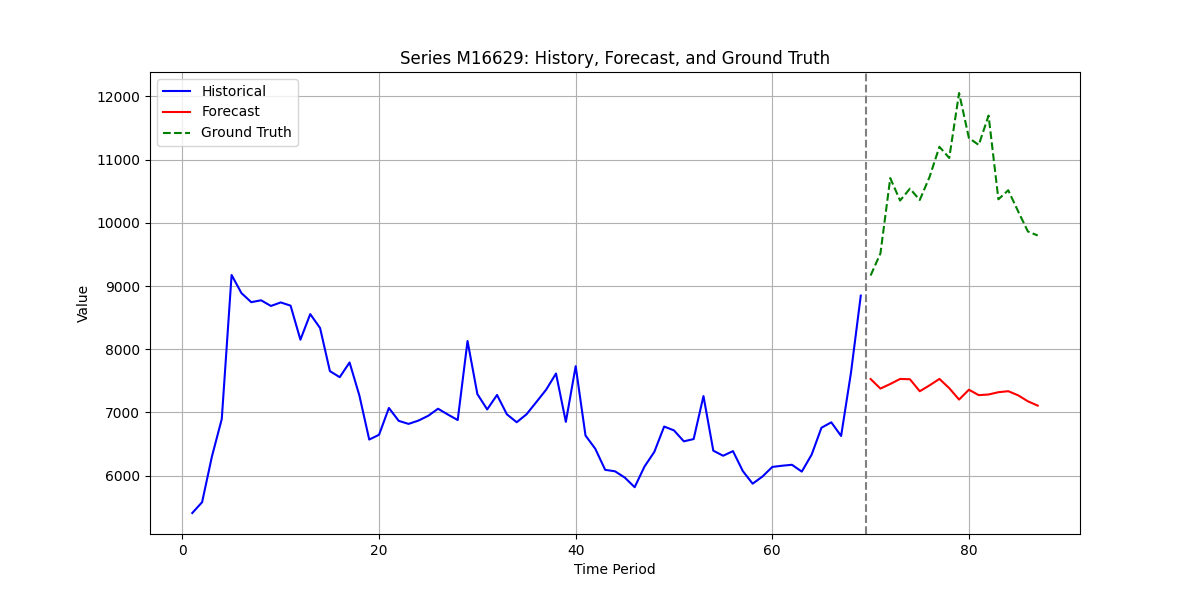 Series M16629: History, Forecast, and Ground Truth
Historical
Forecast
Ground Truth
12000
11000
10000
9000
8000
7000
6000
Value
0 20 40 60 80
Time Period